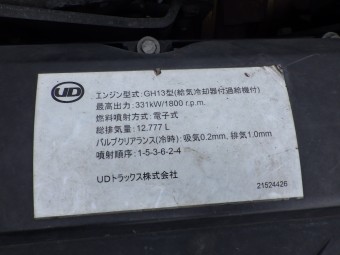 UD
エンジン型式:GH13型(給気冷却器付過給機付)
最高出力:331kW/1800 r.p.m.
燃料噴射方式:電子式
総排気量:12.777 L
バルブクリアランス(冷時):吸気0.2mm, 排気1.0mm
噴射順序:1-5-3-6-2-4
UDトラックス株式会社
21624426